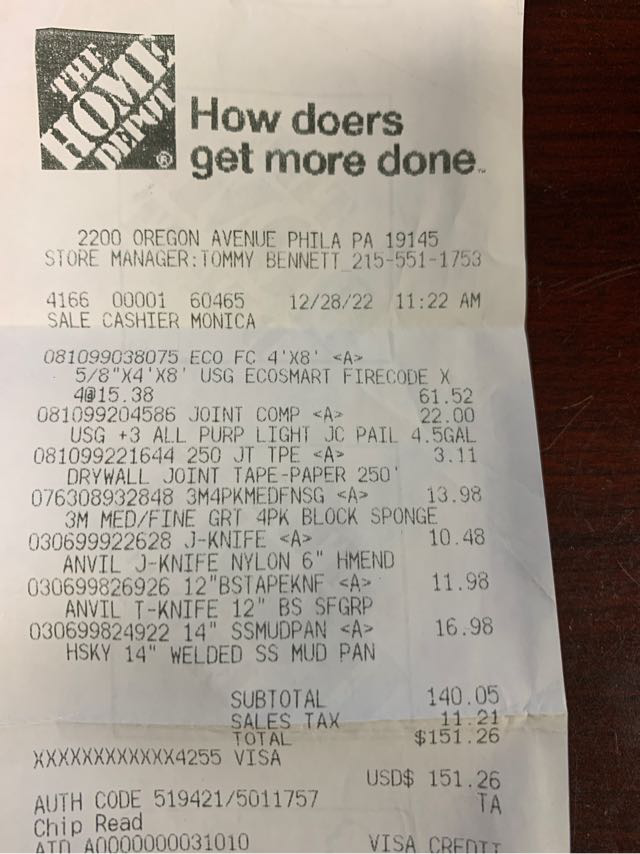 THE
HOME
DEPOT
®
How doers
get more done™
2200 OREGON AVENUE PHILA PA 19145
STORE MANAGER:TOMMY BENNETT 215-551-1753
4166 00001 60465 12/28/22 11:22 AM
SALE CASHIER MONICA
081099038075 ECO FC 4'X8' <A>
5/8"X4'X8' USG ECOSMART FIRECODE X
4@15.38 61.52
081099204586 JOINT COMP <A> 22.00
USG +3 ALL PURP LIGHT JC PAIL 4.5GAL
081099221644 250 JT TPE <A> 3.11
DRYWALL JOINT TAPE-PAPER 250'
076308932848 3M4PKMEDFNSG <A> 13.98
3M MED/FINE GRT 4PK BLOCK SPONGE
030699922628 J-KNIFE <A> 10.48
ANVIL J-KNIFE NYLON 6" HMEND
030699826926 12"BSTAPEKNF <A> 11.98
ANVIL T-KNIFE 12" BS SFGRP
030699824922 14" SSMUDPAN <A> 16.98
HSKY 14" WELDED SS MUD PAN
SUBTOTAL 140.05
SALES TAX 11.21
TOTAL $151.26
XXXXXXXXXXXX4255 VISA
USD$ 151.26
AUTH CODE 519421/5011757 TA
Chip Read
AID A0000000031010 VISA CREDIT